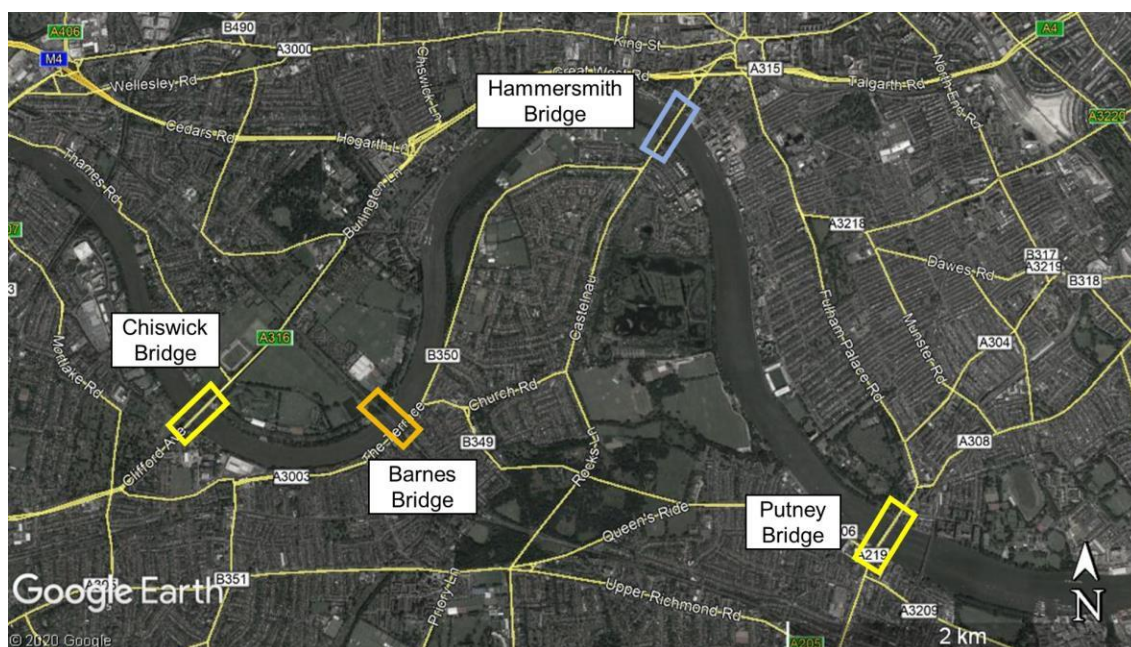 A406
B490
A3000
M4
Wellesley Rd
Chiswick Ln
King St
A4
Great West Rd
A315
Talgarth Rd
North End Rd
A3220
Hammersmith
Bridge
Cedars Rd
Hogarth Ln
Thames Rd
Burlington Ln
A3218
B317
A3219
B318
Dawes Rd
Castelnau
Fulham Palace Rd
Munster Rd
A304
Chiswick
Bridge
A316
Mortlake Rd
B350
Church Rd
The Terrace
B349
Rocks Ln
A308
Clifford Ave
A3003
Barnes
Bridge
Queen's Ride
Putney
Bridge
A219
B351
Google Earth
Priory Ln
Upper Richmond Rd
A3209
N
© 2020 Google
A205
2 km